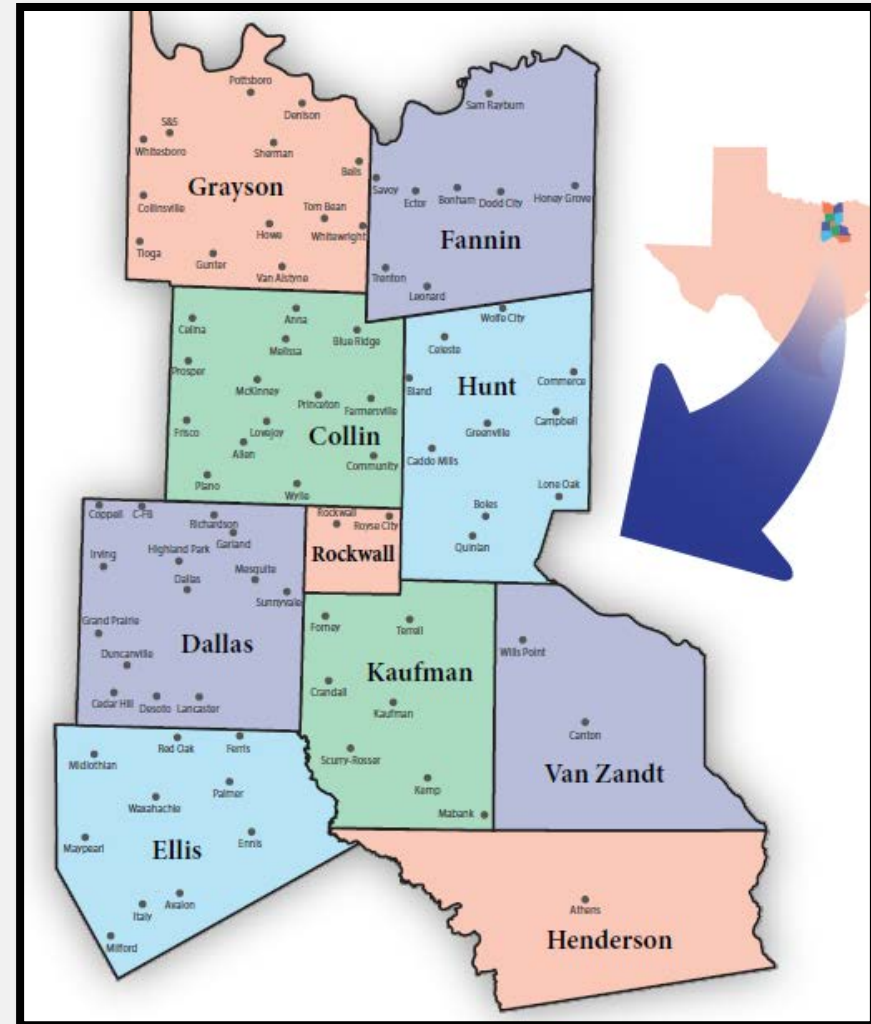 Pottsboro
Denison
S&S
Whitesboro
Sherman
Bells
Grayson
Collinsville
Tom Bean
Howe
Whitewright
Tioga
Gunter
Van Alstyne
Sam Rayburn
Savoy
Ector
Bonham
Dodd City
Honey Grove
Fannin
Trenton
Leonard
Celina
Anna
Blue Ridge
Melissa
Prosper
McKinney
Princeton
Farmersville
Frisco
Lovejoy
Collin
Allen
Community
Plano
Wylie
Wolfe City
Celeste
Hunt
Commerce
Bland
Campbell
Greenville
Caddo Mills
Lone Oak
Boles
Quinlan
Rockwall
Royse City
Rockwall
Coppell
C-FB
Richardson
Garland
Highland Park
Irving
Mesquite
Dallas
Sunnyvale
Grand Prairie
Dallas
Duncanville
Cedar Hill
Desoto
Lancaster
Forney
Terrell
Kaufman
Crandall
Kaufman
Scurry-Rosser
Kemp
Mabank
Wills Point
Canton
Van Zandt
Red Oak
Ferris
Midlothian
Palmer
Waxahachie
Ennis
Maypearl
Ellis
Avalon
Italy
Milford
Athens
Henderson